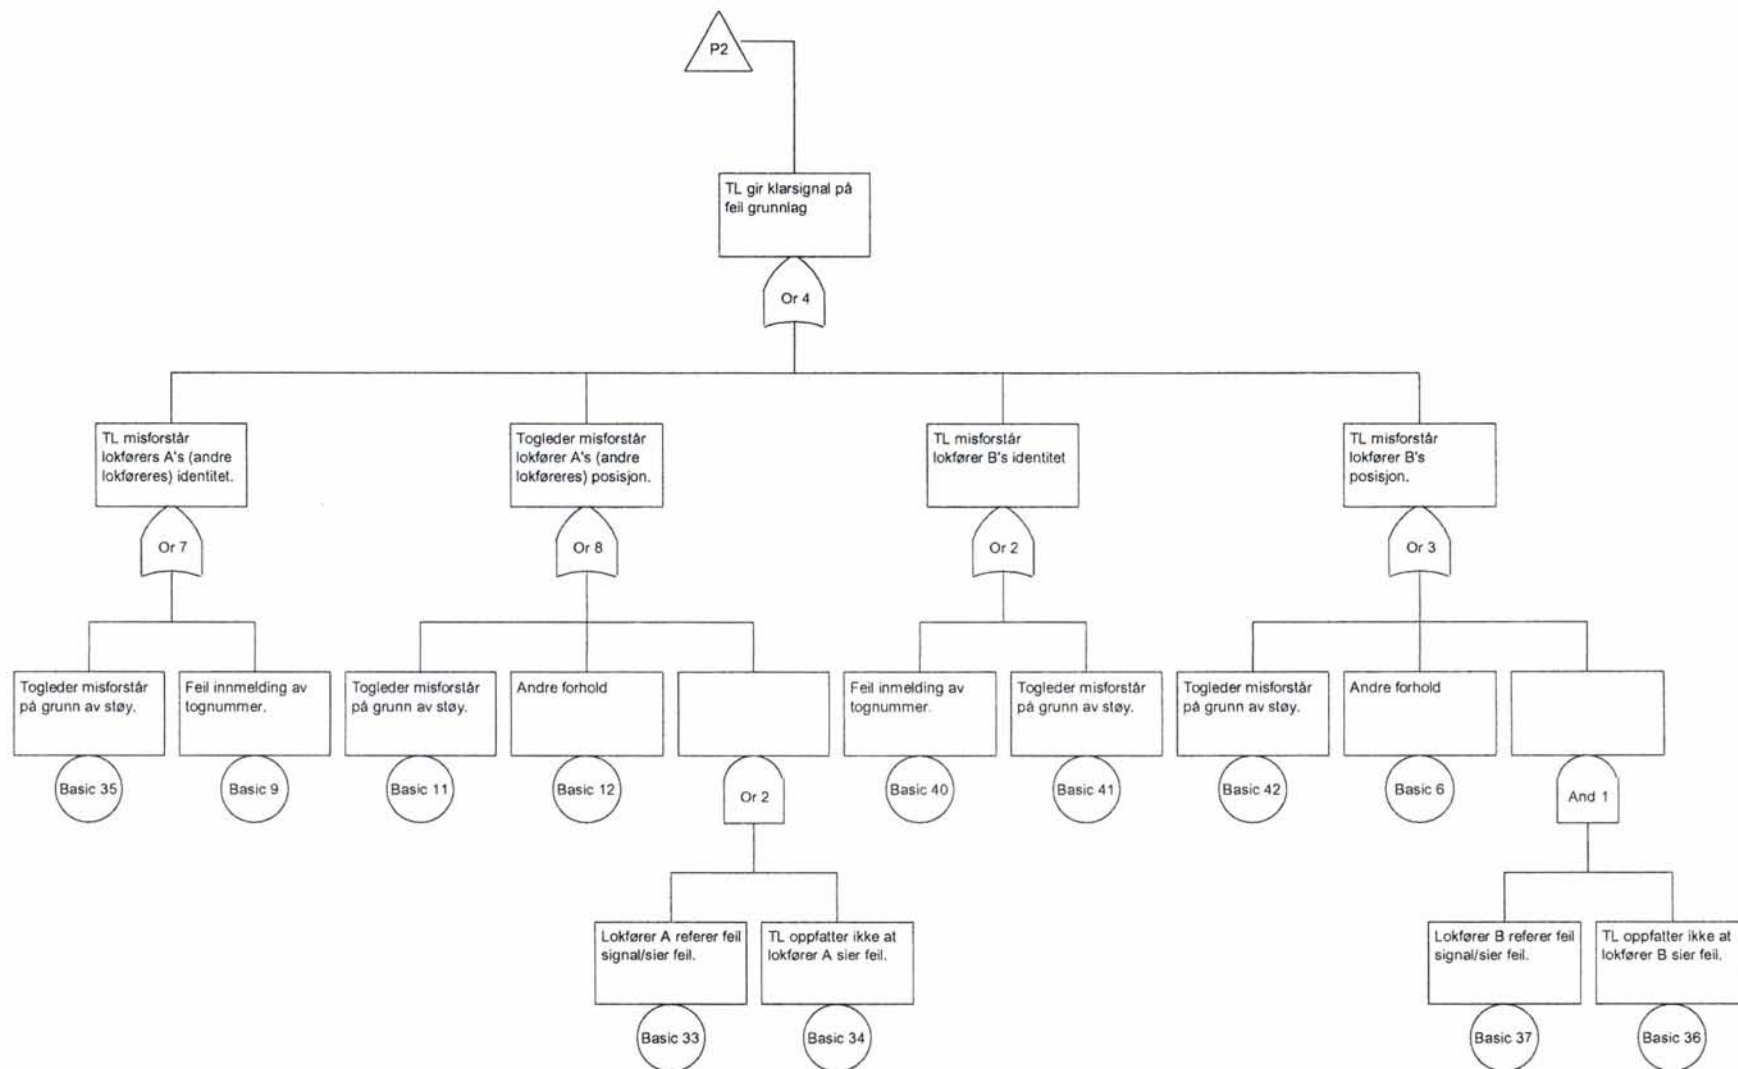 P2
TL gir klarsignal på
feil grunnlag
Or 4
TL misforstår
lokførers A's (andre
lokføreres) identitet.
Togleder misforstår
lokfører A's (andre
lokføreres) posisjon.
TL misforstår
lokfører B's identitet
TL misforstår
lokfører B's
posisjon.
Or 7
Or 8
Or 2
Or 3
Togleder misforstår
på grunn av støy.
Feil innmelding av
tognummer.
Togleder misforstår
på grunn av støy.
Andre forhold
Feil inmelding av
tognummer.
Togleder misforstår
på grunn av støy.
Togleder misforstår
på grunn av støy.
Andre forhold
Basic 35
Basic 9
Basic 11
Basic 12
Or 2
Basic 40
Basic 41
Basic 42
Basic 6
And 1
Lokfører A referer feil
signal/sier feil.
TL oppfatter ikke at
lokfører A sier feil.
Lokfører B referer feil
signal/sier feil.
TL oppfatter ikke at
lokfører B sier feil.
Basic 33
Basic 34
Basic 37
Basic 36